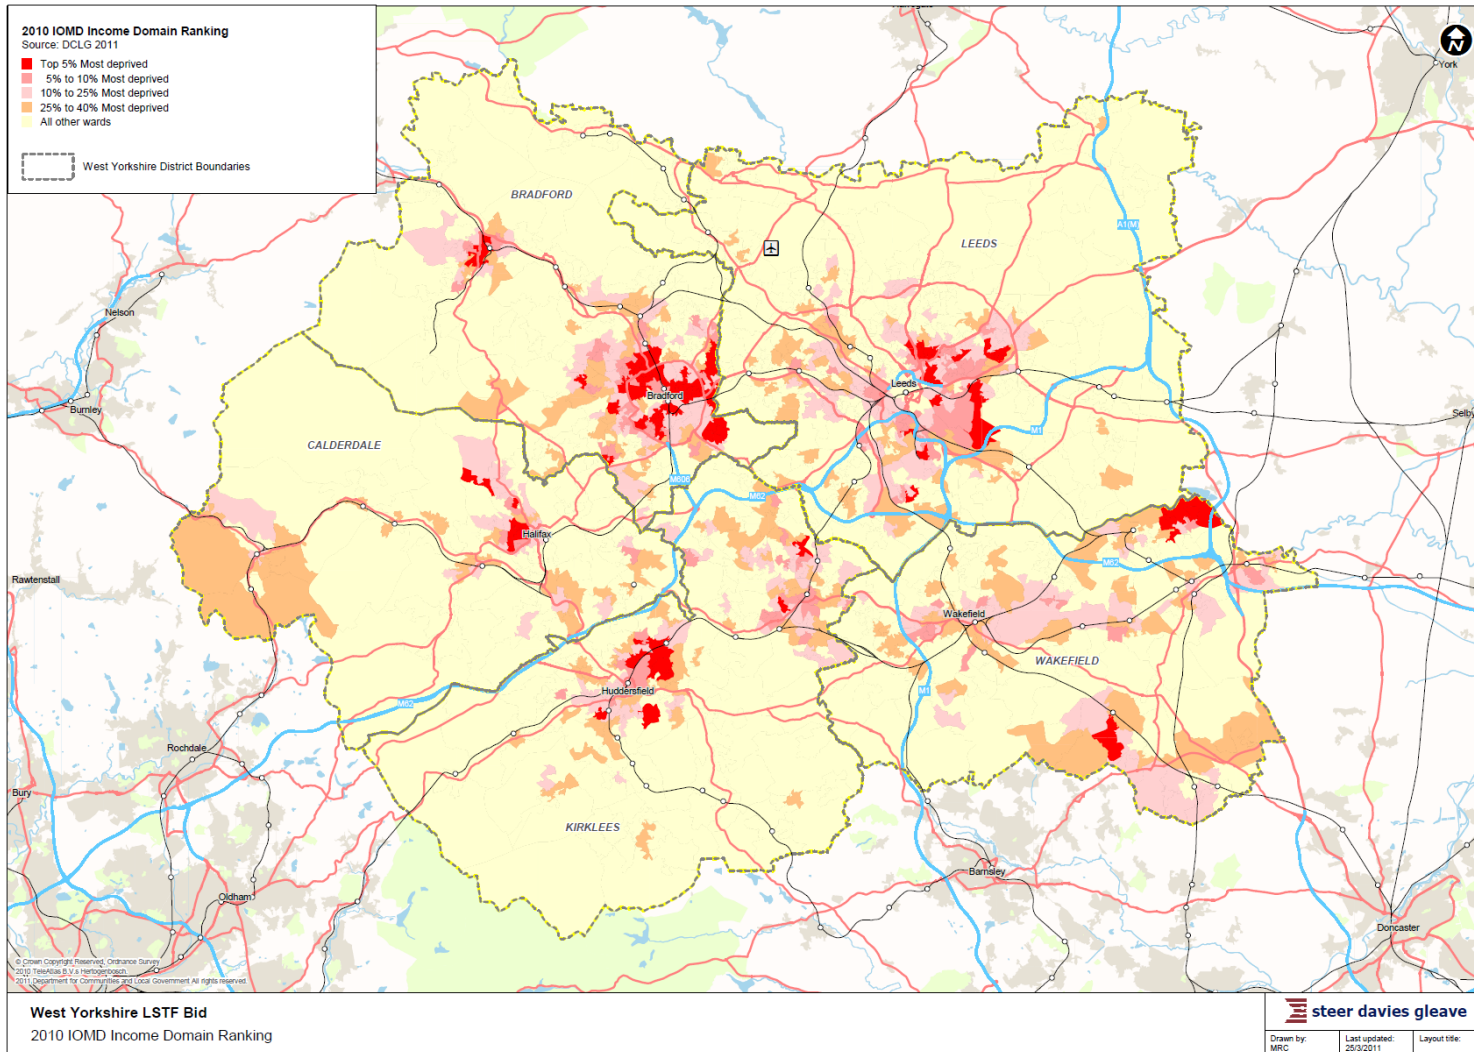 2010 IOMD Income Domain Ranking
Source: DCLG 2011
Top 5% Most deprived
5% to 10% Most deprived
10% to 25% Most deprived
25% to 40% Most deprived
All other wards
West Yorkshire District Boundaries
York
BRADFORD
A1(M)
LEEDS
Nelson
Burnley
Leeds
Bradford
Selby
CALDERDALE
M1
M606
M62
Halifax
M62
Rawtenstall
Wakefield
WAKEFIELD
Huddersfield
M1
M62
Rochdale
Bury
KIRKLEES
Barnsley
Oldham
Doncaster
© Crown Copyright Reserved, Ordnance Survey
2010 TeleAtlas B.V.s Hertogenbosch.
2011 Department for Communities and Local Government All rights reserved.
West Yorkshire LSTF Bid
2010 IOMD Income Domain Ranking
steer davies gleave
Drawn by:
MRC
Last updated:
25/3/2011
Layout title: